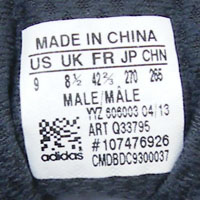 MADE IN CHINA
US UK FR JP CHN
9 8½ 42⅔ 270 265
MALE/MÂLE
YYZ 606003 04/13
ART Q33795
#107476926
adidas
CMDBDC9300037